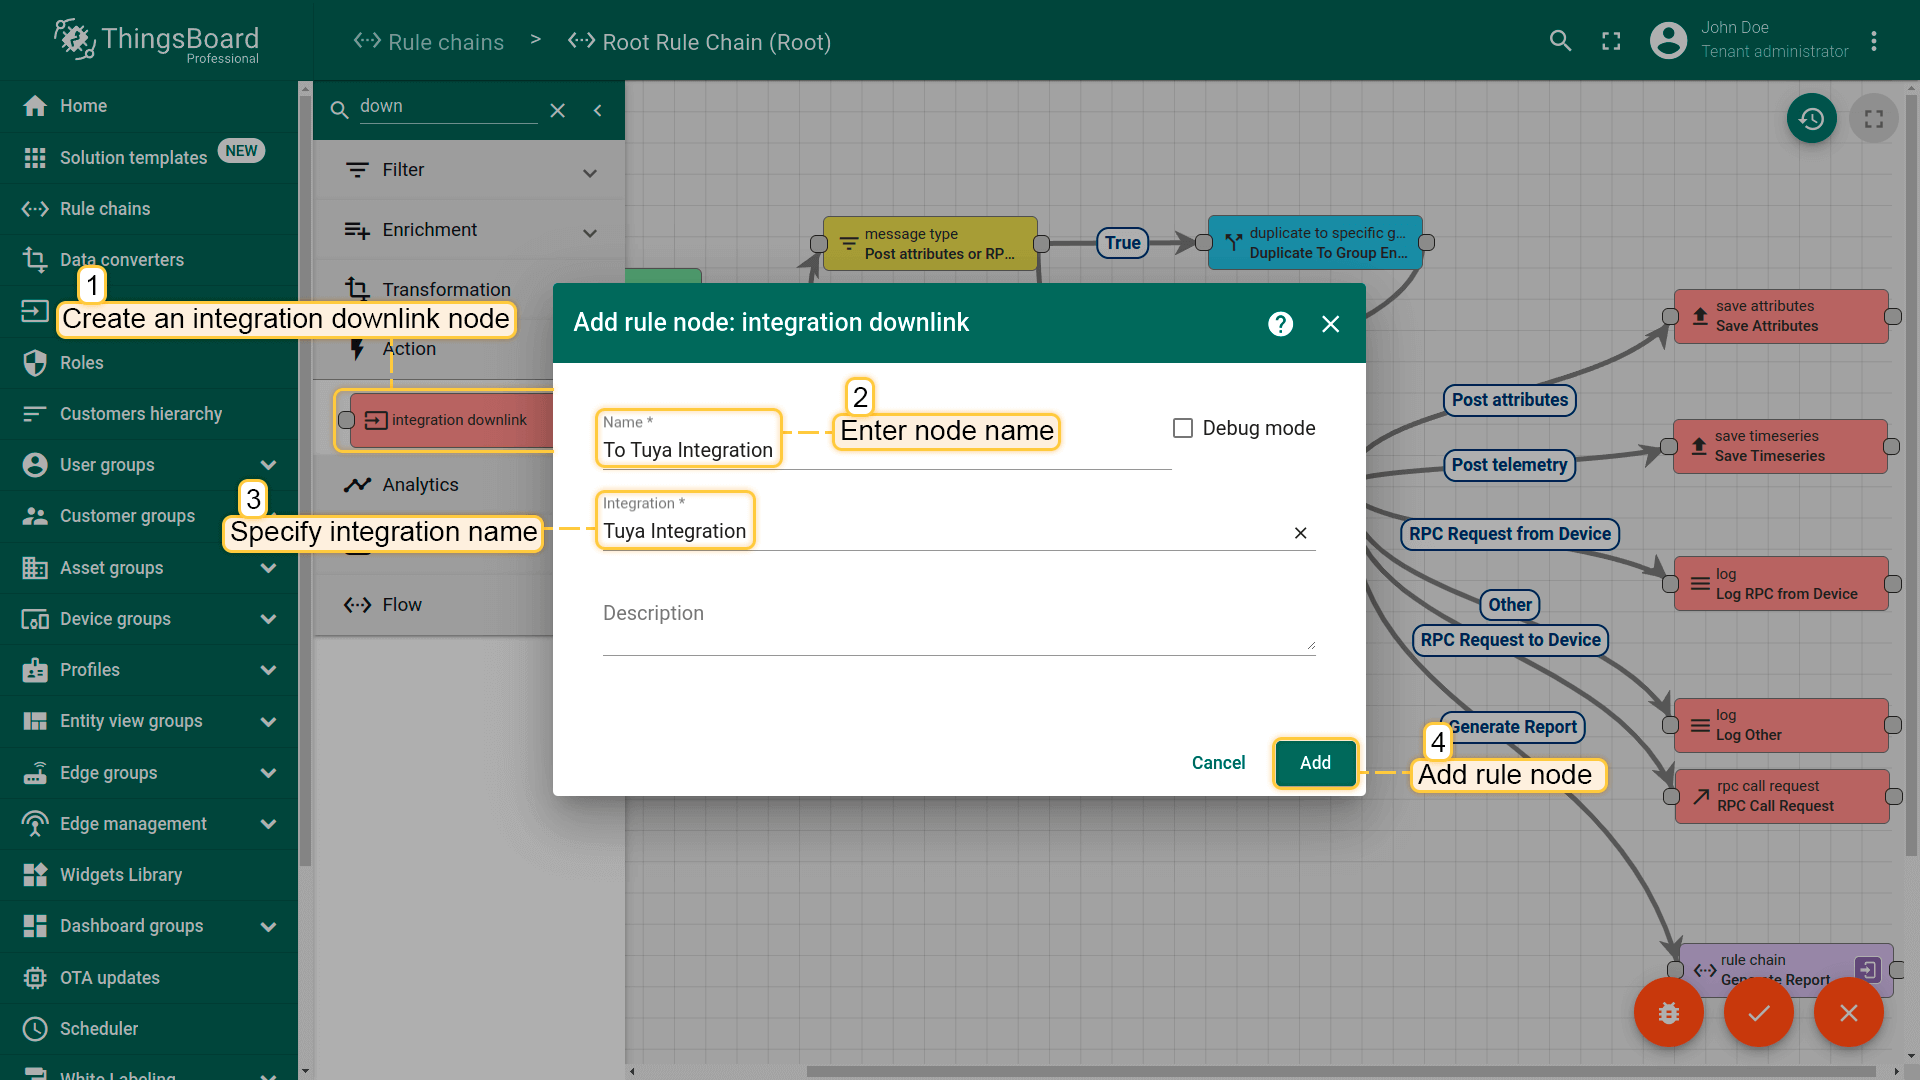 ThingsBoard
Professional
Rule chains > Root Rule Chain (Root)
John Doe
Tenant administrator
Home
Solution templates NEW
Rule chains
Data converters
Roles
Customers hierarchy
User groups
Customer groups
Asset groups
Device groups
Profiles
Entity view groups
Edge groups
Edge management
Widgets Library
Dashboard groups
OTA updates
Scheduler
White Labeling
down
Filter
Enrichment
Transformation
Action
integration downlink
Analytics
Flow
1
Create an integration downlink node
2
Enter node name
3
Specify integration name
4
Add rule node
Add rule node: integration downlink
?
Name *
To Tuya Integration
Debug mode
Integration *
Tuya Integration
Description
Cancel
Add
message type
Post attributes or RP...
True
duplicate to specific g...
Duplicate To Group En...
Post attributes
Post telemetry
RPC Request from Device
Other
RPC Request to Device
Generate Report
save attributes
Save Attributes
save timeseries
Save Timeseries
log
Log RPC from Device
log
Log Other
rpc call request
RPC Call Request
rule chain
Generate Report